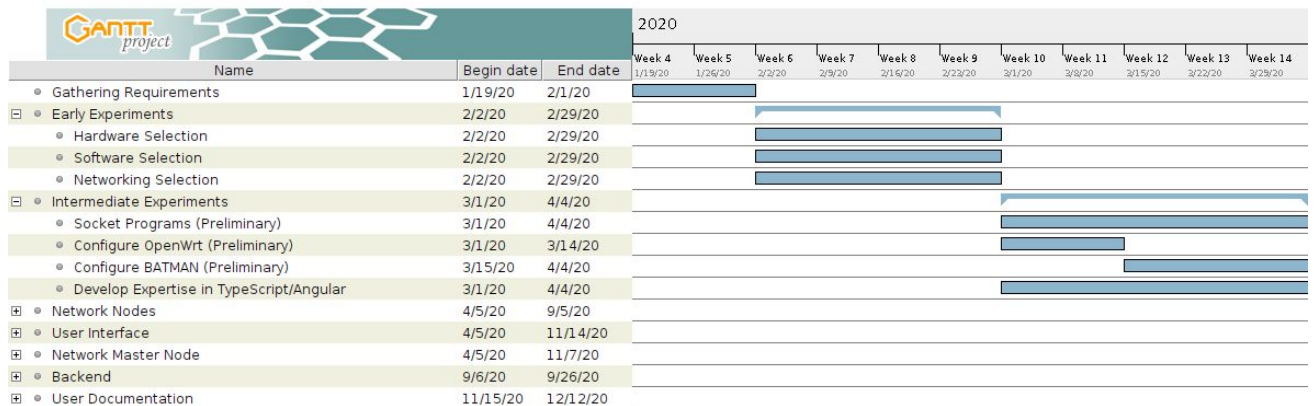 GANTT
project
2020
Week 4 Week 5 Week 6 Week 7 Week 8 Week 9 Week 10 Week 11 Week 12 Week 13 Week 14
Name Begin date End date 1/19/20 1/26/20 2/2/20 2/9/20 2/16/20 2/23/20 3/1/20 3/8/20 3/15/20 3/22/20 3/29/20
Gathering Requirements 1/19/20 2/1/20
Early Experiments 2/2/20 2/29/20
Hardware Selection 2/2/20 2/29/20
Software Selection 2/2/20 2/29/20
Networking Selection 2/2/20 2/29/20
Intermediate Experiments 3/1/20 4/4/20
Socket Programs (Preliminary) 3/1/20 4/4/20
Configure OpenWrt (Preliminary) 3/1/20 3/14/20
Configure BATMAN (Preliminary) 3/15/20 4/4/20
Develop Expertise in TypeScript/Angular 3/1/20 4/4/20
Network Nodes 4/5/20 9/5/20
User Interface 4/5/20 11/14/20
Network Master Node 4/5/20 11/7/20
Backend 9/6/20 9/26/20
User Documentation 11/15/20 12/12/20